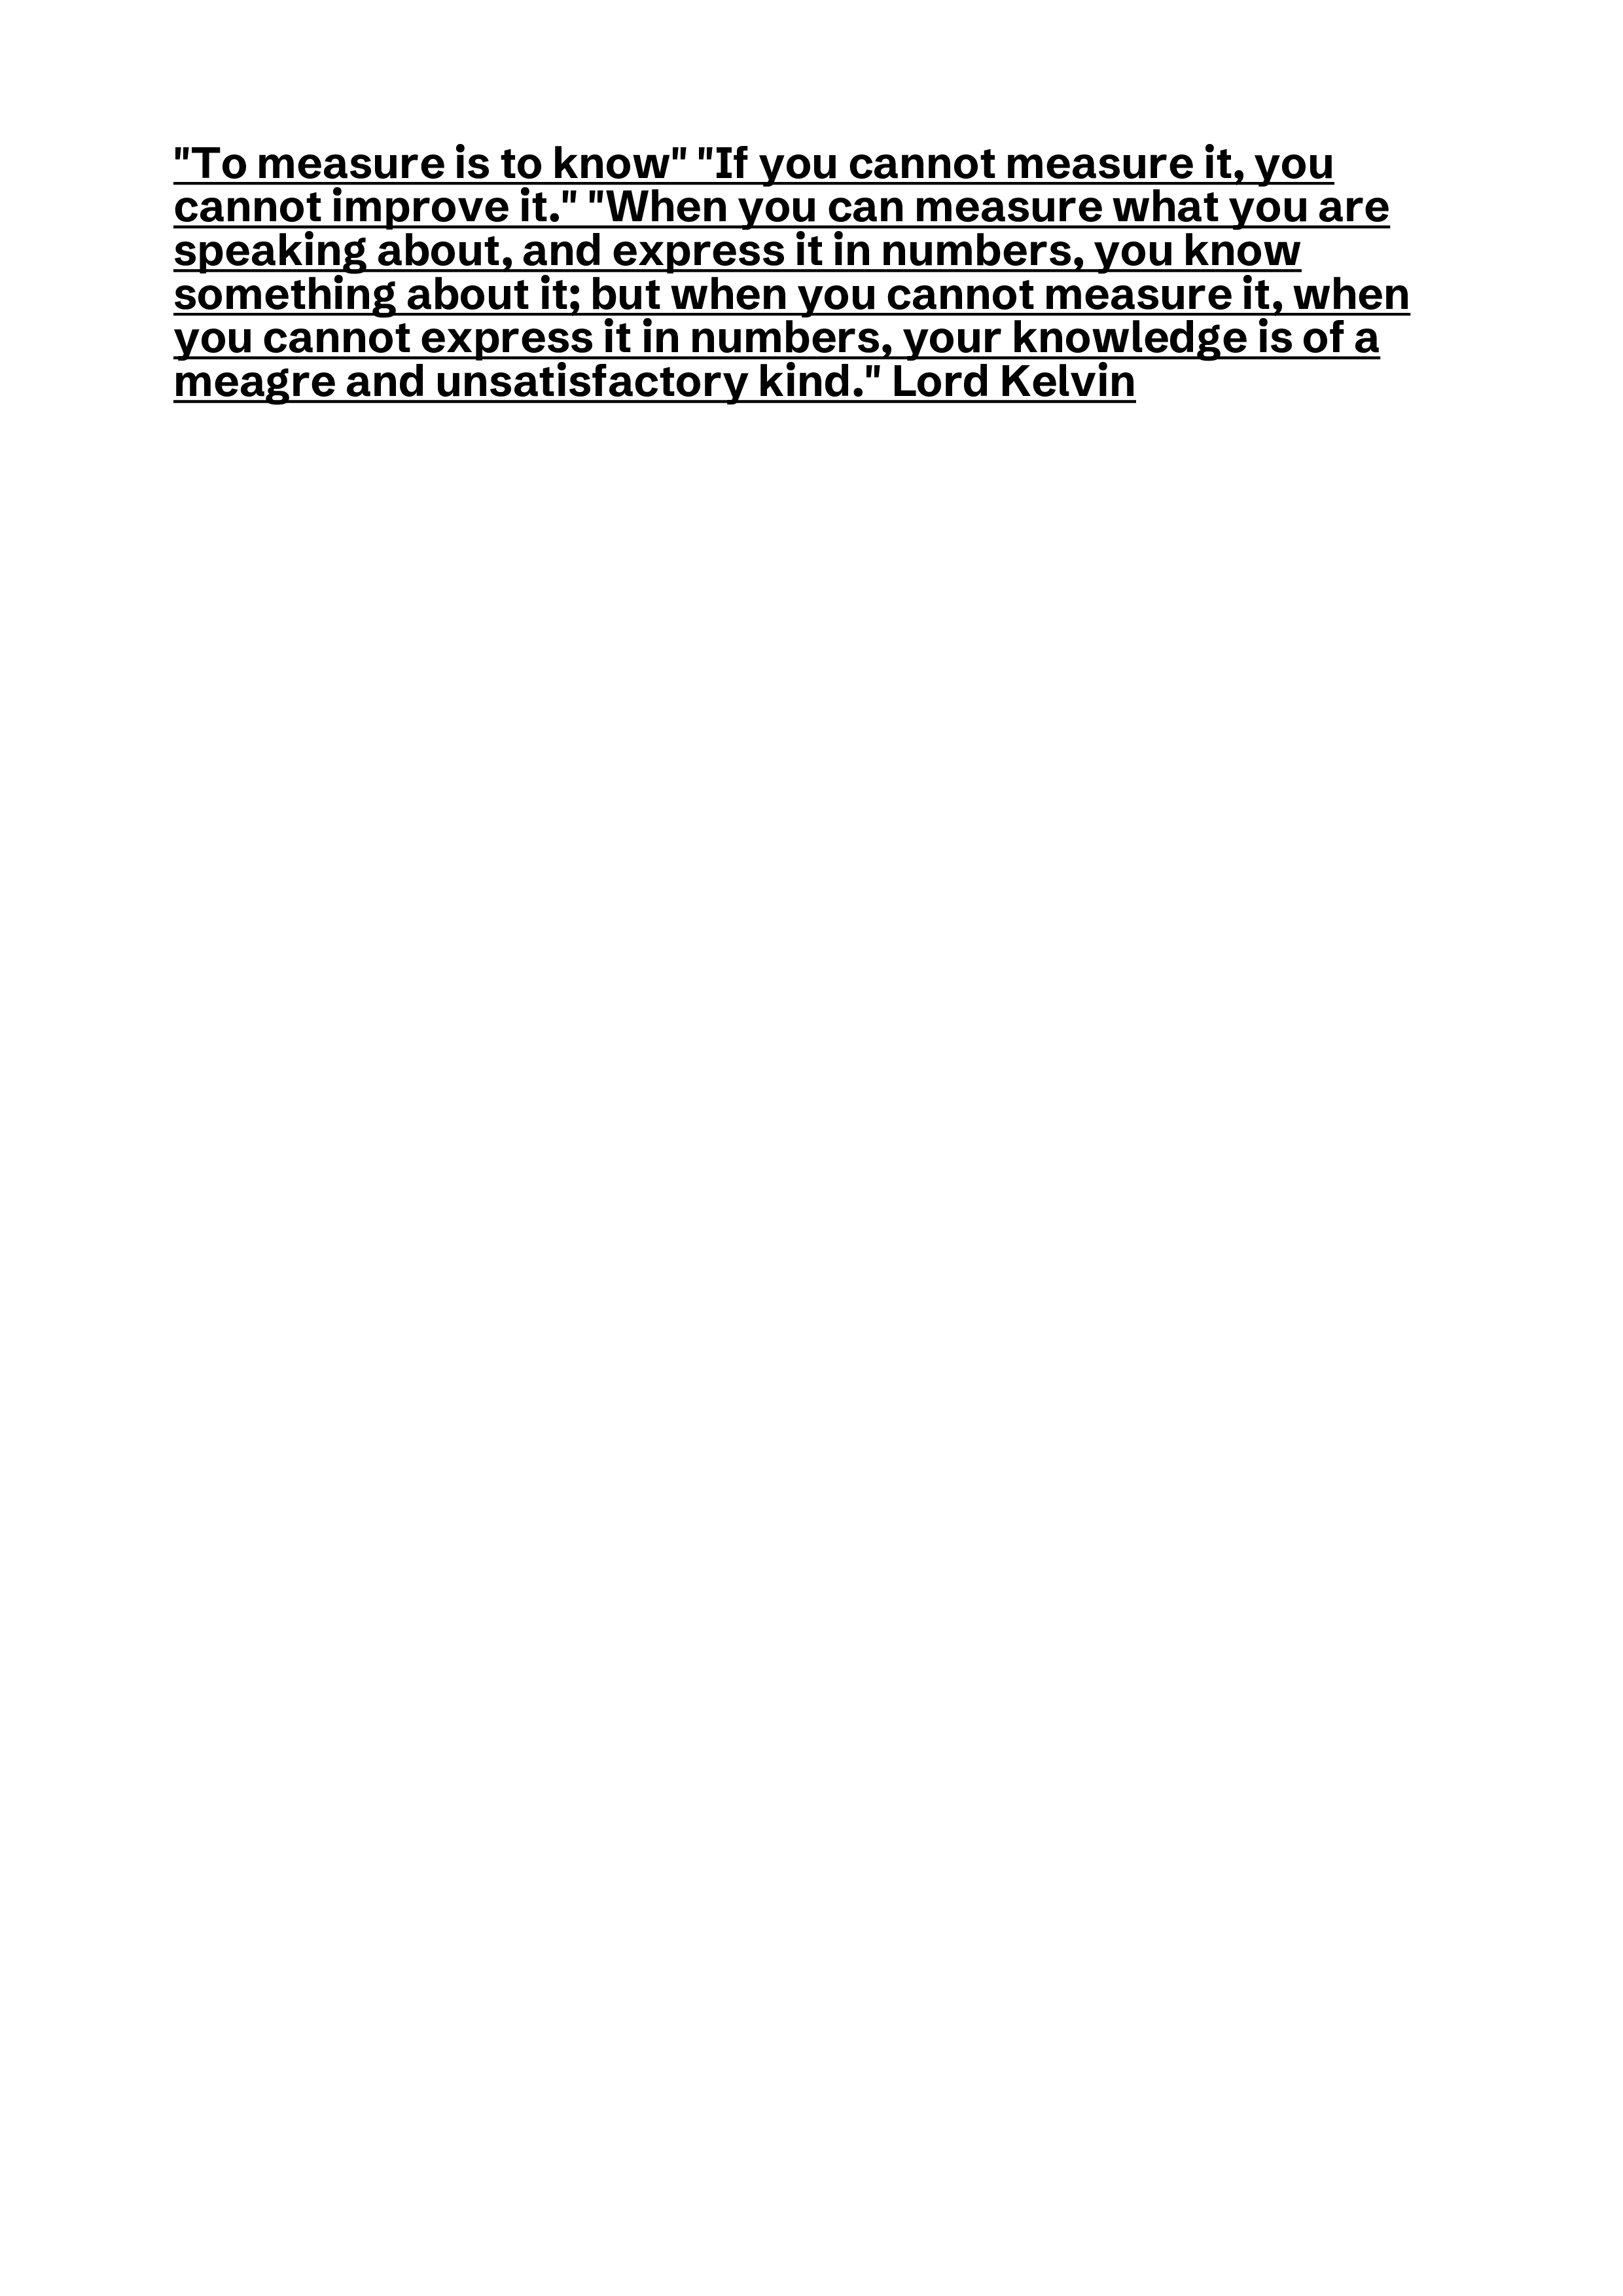 "To measure is to know" "If you cannot measure it, you
cannot improve it." "When you can measure what you are
speaking about, and express it in numbers, you know
something about it; but when you cannot measure it, when
you cannot express it in numbers, your knowledge is of a
meagre and unsatisfactory kind." Lord Kelvin